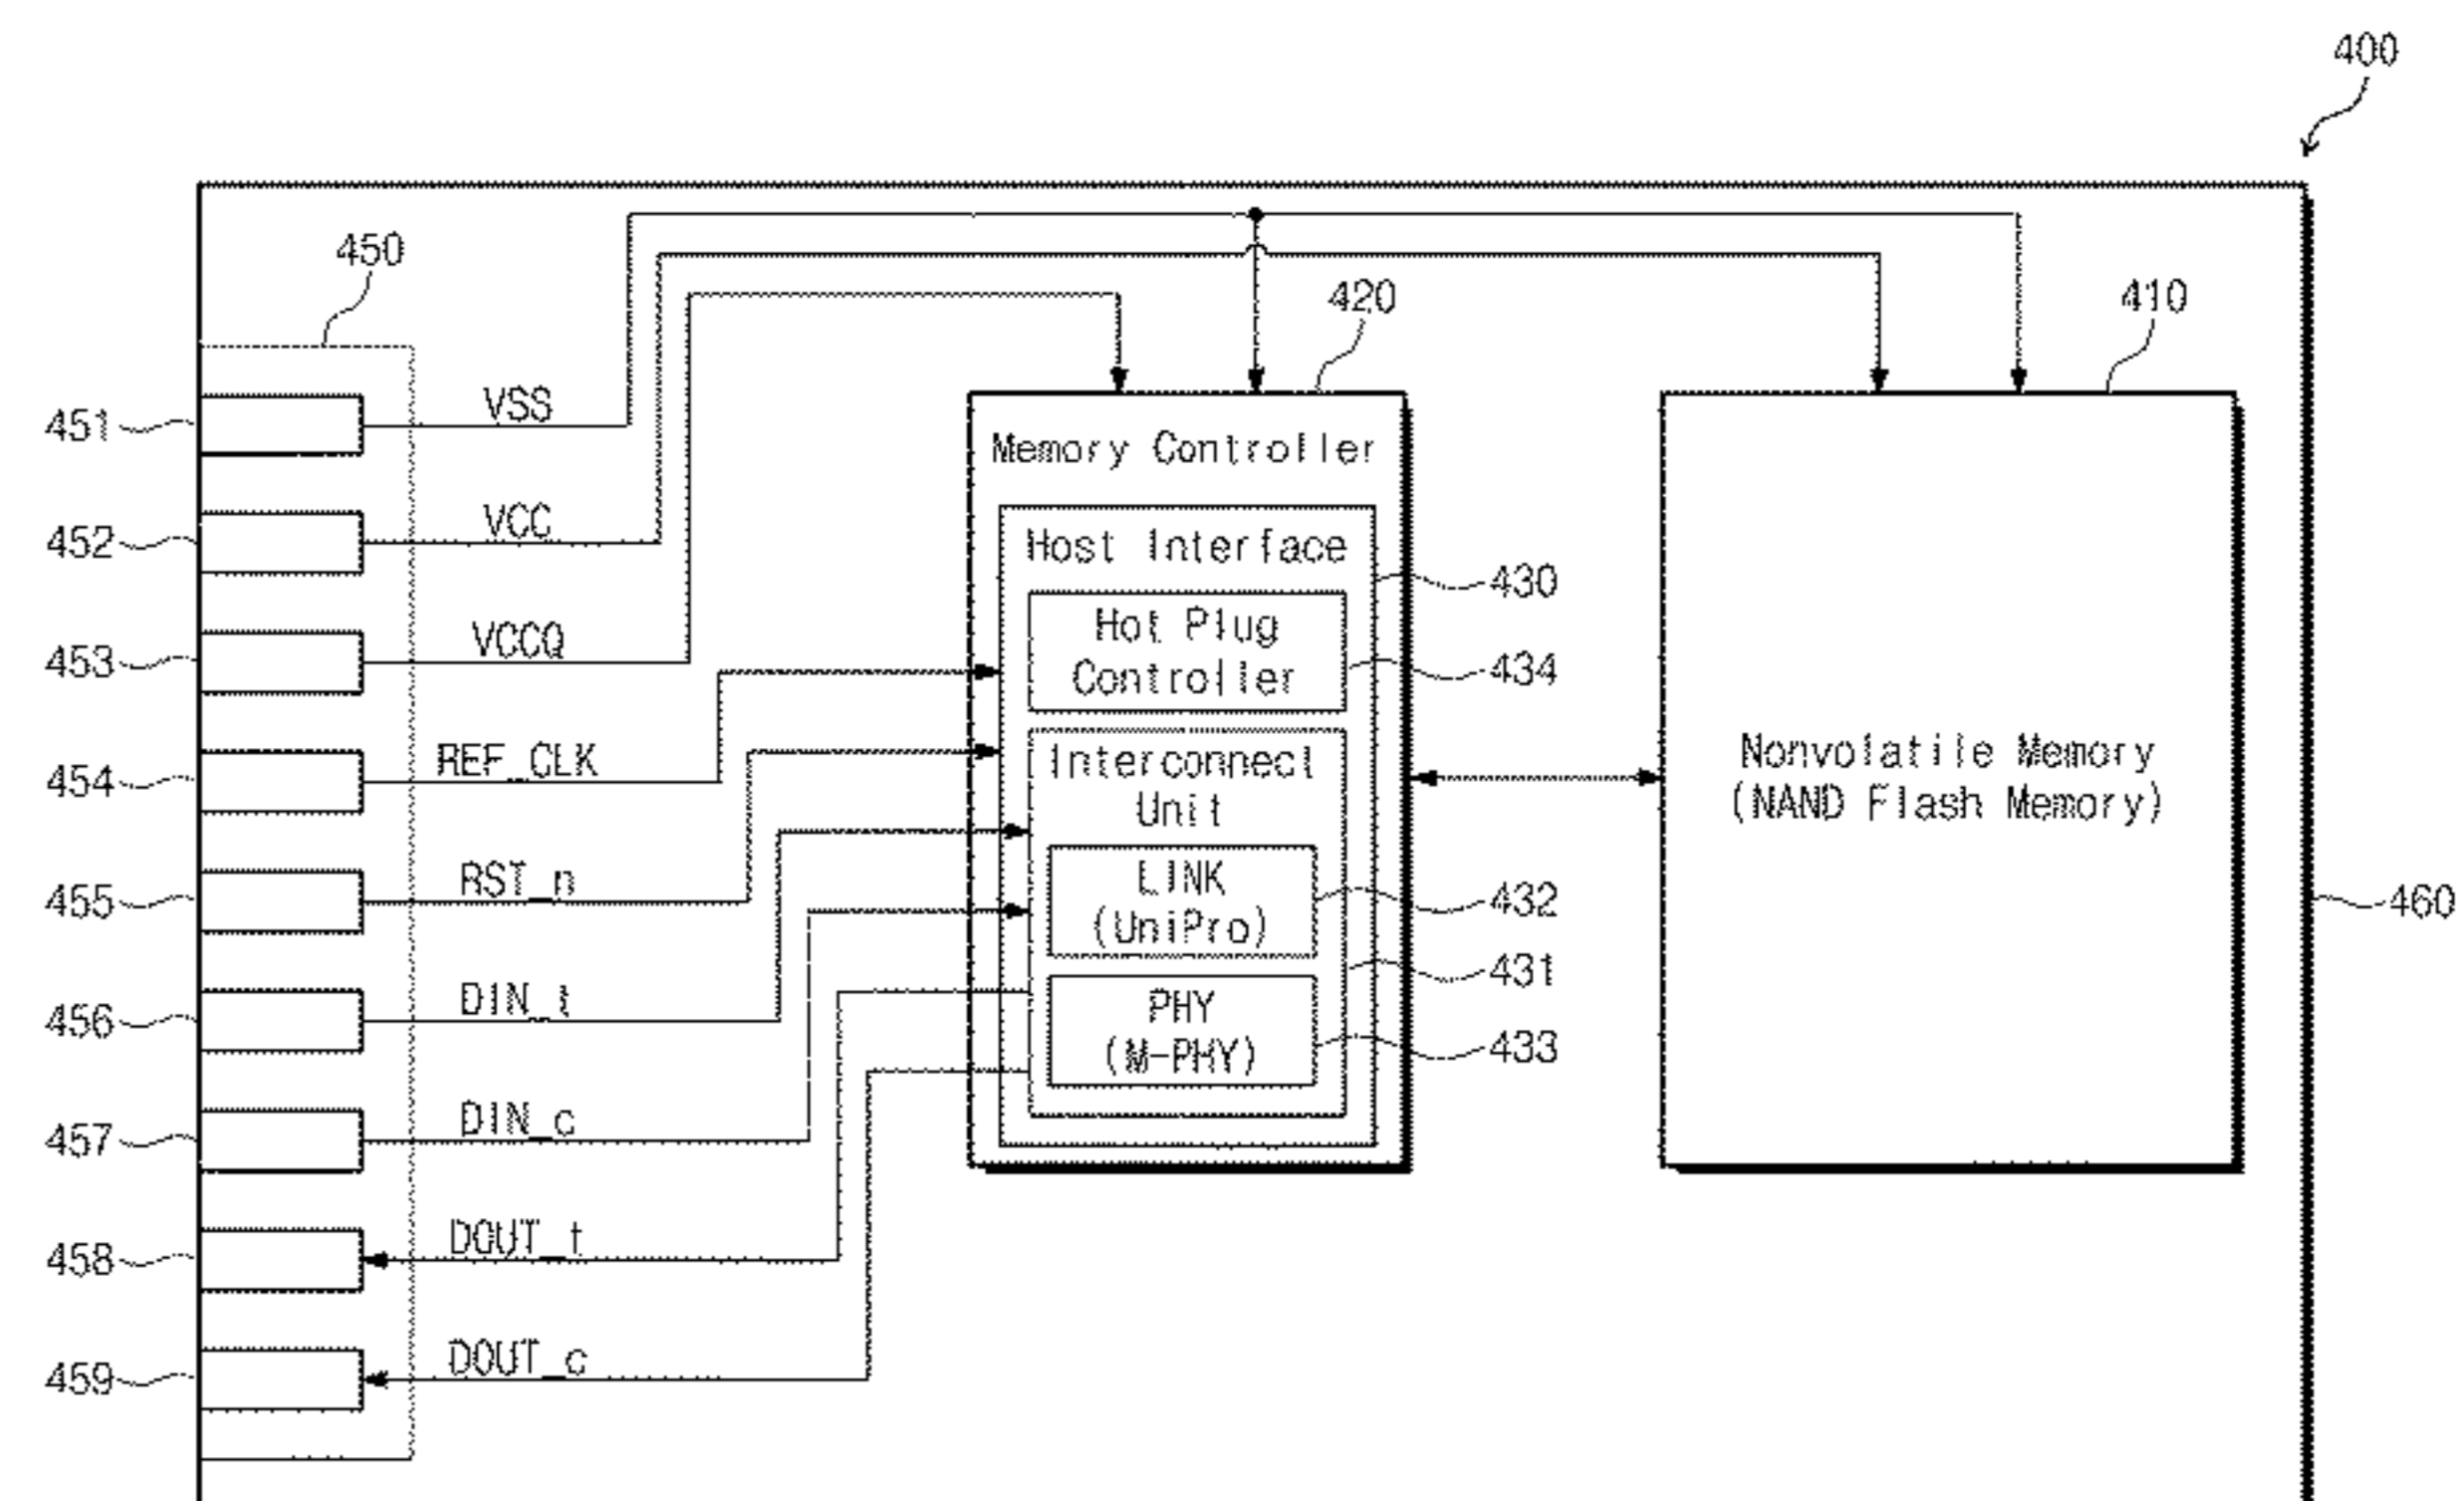 400
450
420
410
451
VSS
Memory Controller
452
VCC
Host Interface
430
453
VCCQ
Hot Plug
Controller
434
454
REF_CLK
Interconnect
Unit
Nonvolatile Memory
(NAND Flash Memory)
455
RST_n
LINK
(UniPro)
432
460
431
456
DIN_t
PHY
(M-PHY)
433
457
DIN_c
458
DOUT_t
459
DOUT_c